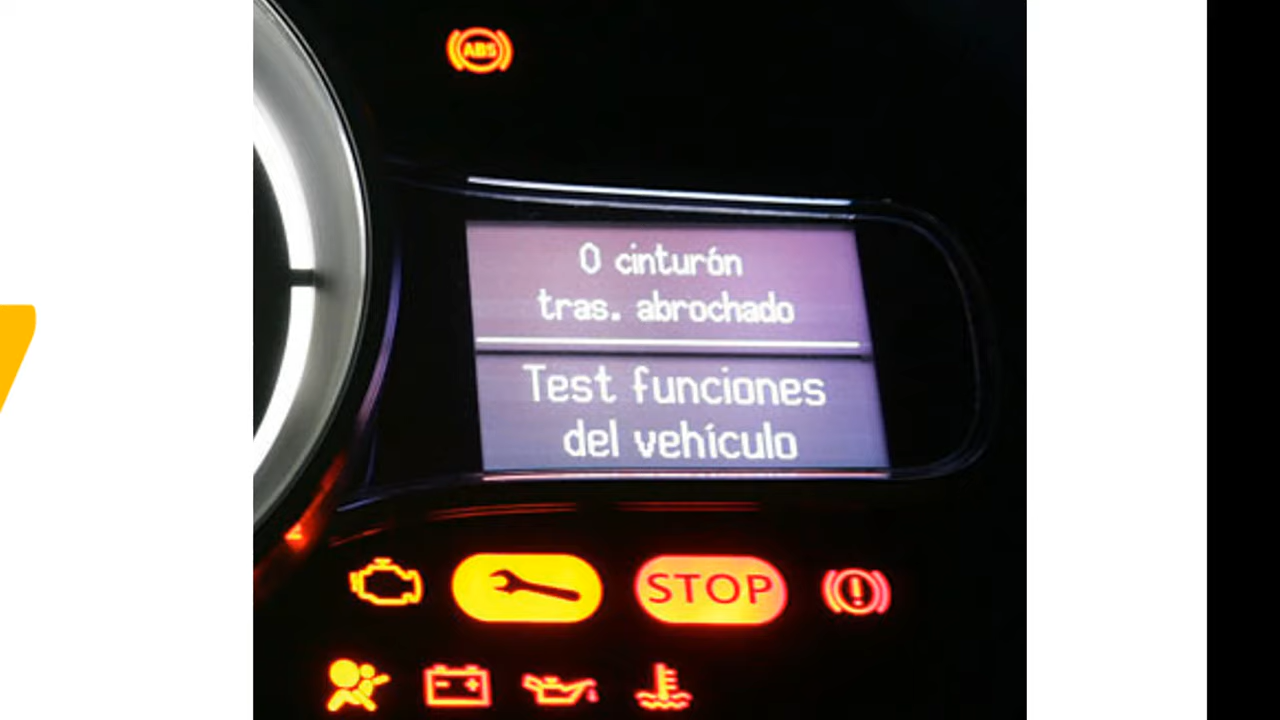 ABS
0 cinturón
tras. abrochado
Test funciones
del vehículo
STOP